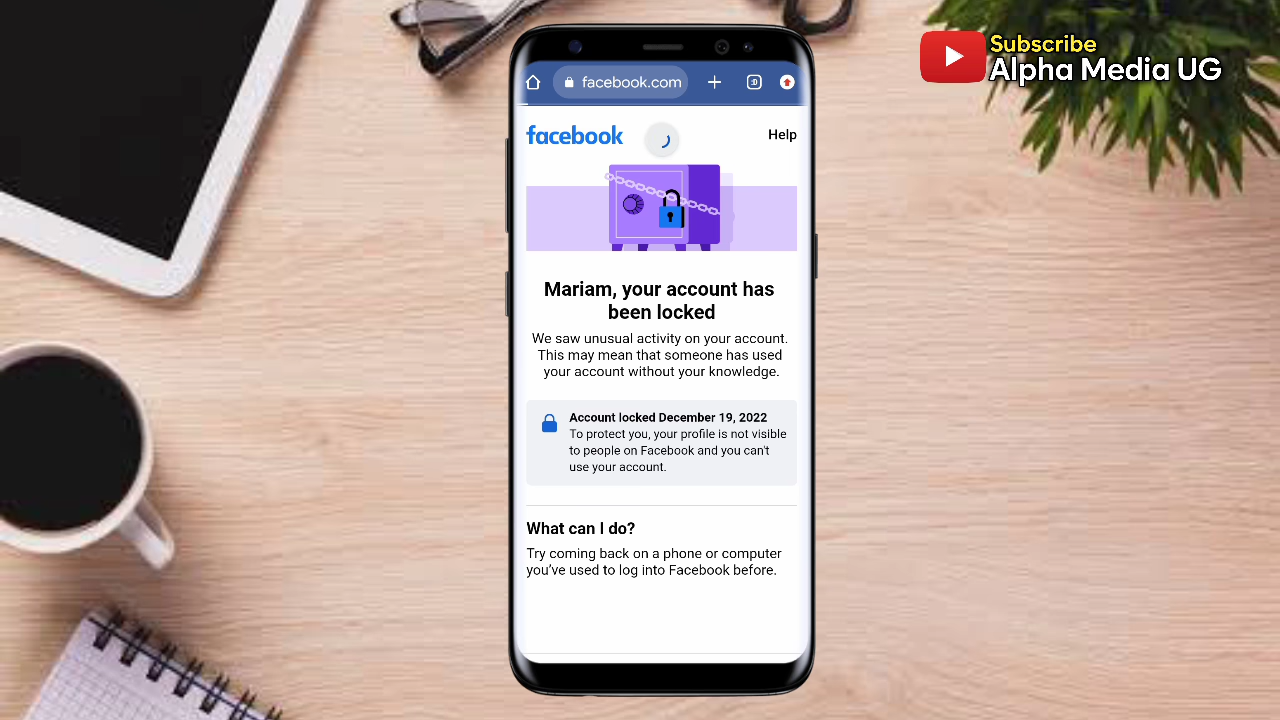 Subscribe
Alpha Media UG
facebook.com
:D
facebook
Help
Mariam, your account has
been locked
We saw unusual activity on your account.
This may mean that someone has used
your account without your knowledge.
Account locked December 19, 2022
To protect you, your profile is not visible
to people on Facebook and you can't
use your account.
What can I do?
Try coming back on a phone or computer
you've used to log into Facebook before.